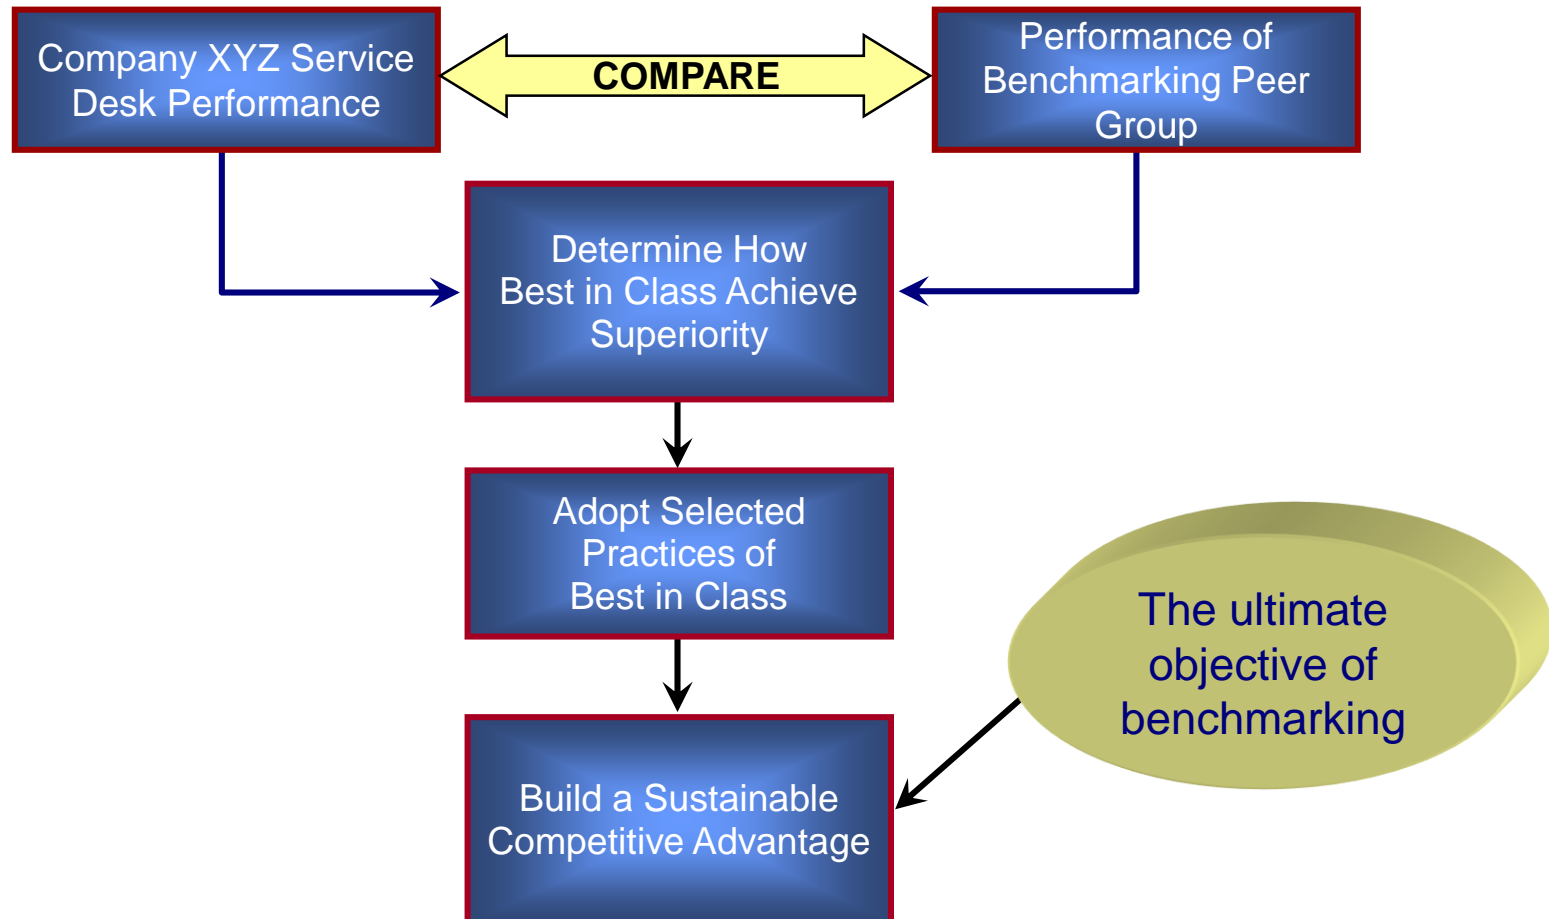 Company XYZ Service
Desk Performance
COMPARE
Performance of
Benchmarking Peer
Group
Determine How
Best in Class Achieve
Superiority
Adopt Selected
Practices of
Best in Class
The ultimate
objective of
benchmarking
Build a Sustainable
Competitive Advantage